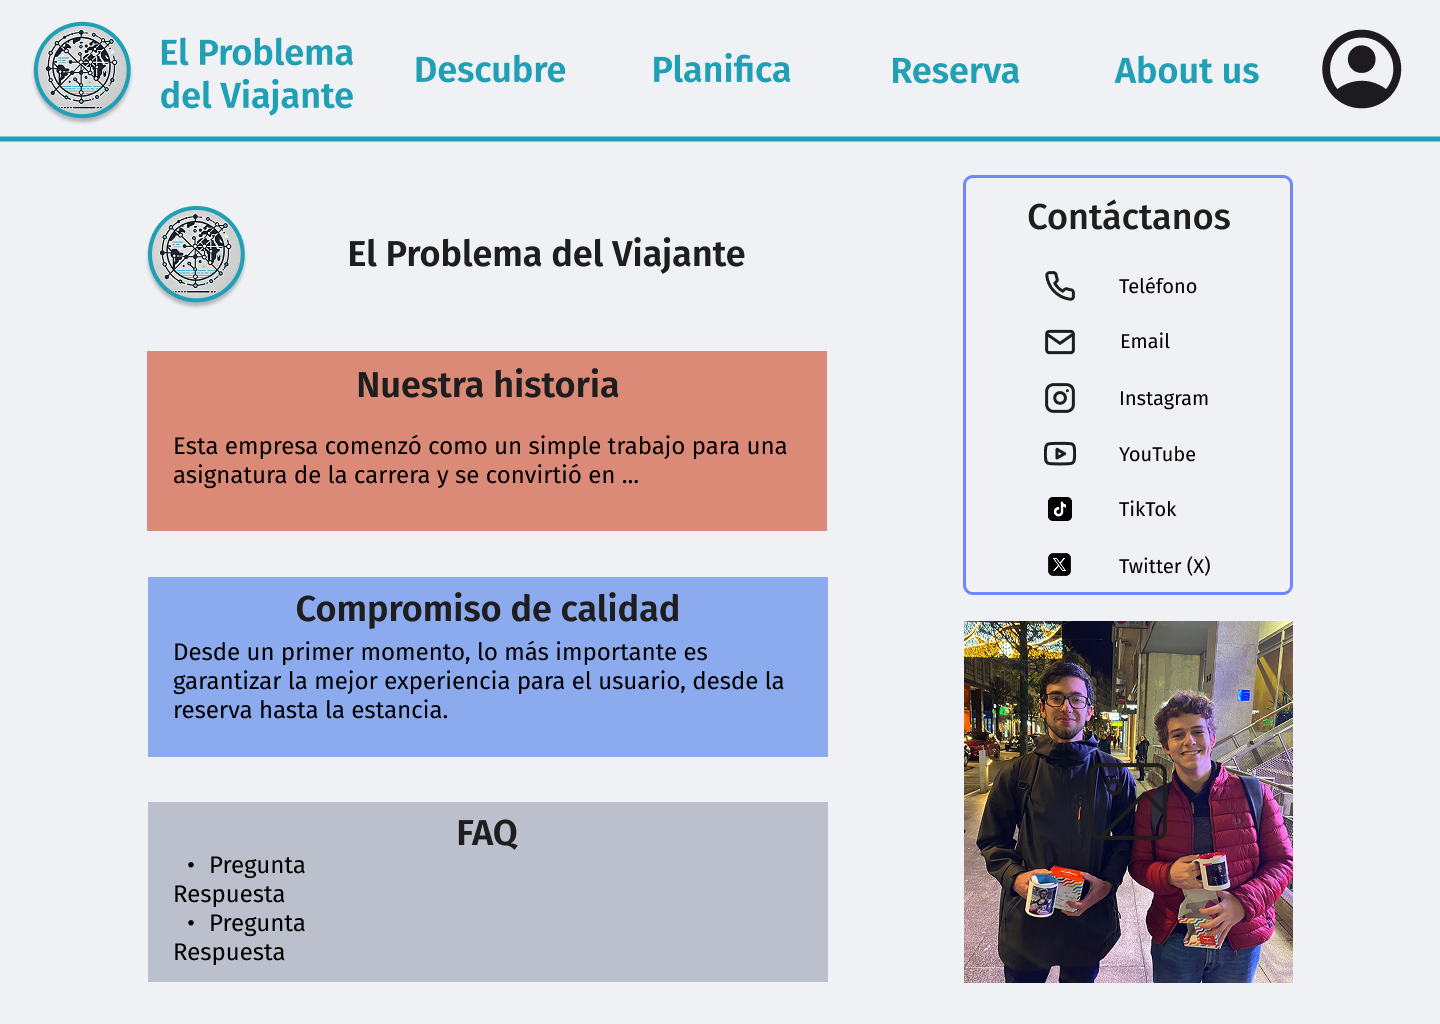 El Problema
del Viajante
Descubre
Planifica
Reserva
About us
El Problema del Viajante
Nuestra historia
Esta empresa comenzó como un simple trabajo para una
asignatura de la carrera y se convirtió en ...
Compromiso de calidad
Desde un primer momento, lo más importante es
garantizar la mejor experiencia para el usuario, desde la
reserva hasta la estancia.
FAQ
• Pregunta
Respuesta
• Pregunta
Respuesta
Contáctanos
Teléfono
Email
Instagram
YouTube
TikTok
Twitter (X)